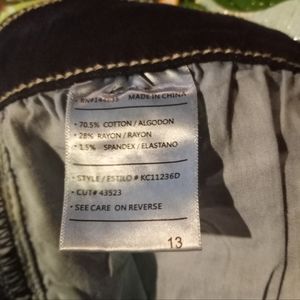 MADE IN CHINA
• 70.5% COTTON / ALGODON
• 28% RAYON / RAYON
• 1.5% SPANDEX / ELASTANO
• STYLE / ESTILO # KC11236D
• CUT# 43523
• SEE CARE ON REVERSE
13